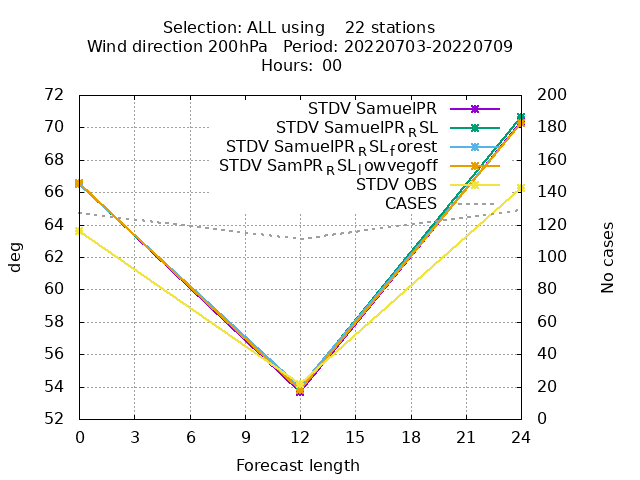 Selection: ALL using 22 stations
Wind direction 200hPa Period: 20220703-20220709
Hours: 00
STDV SamuelPR
STDV SamuelPR_RSL
STDV SamuelPR_RSL_forest
STDV SamPR_RSL_lowvegoff
STDV OBS
CASES
72
70
68
66
64
62
60
58
56
54
52
deg
200
180
160
140
120
100
80
60
40
20
0
No cases
0 3 6 9 12 15 18 21 24
Forecast length